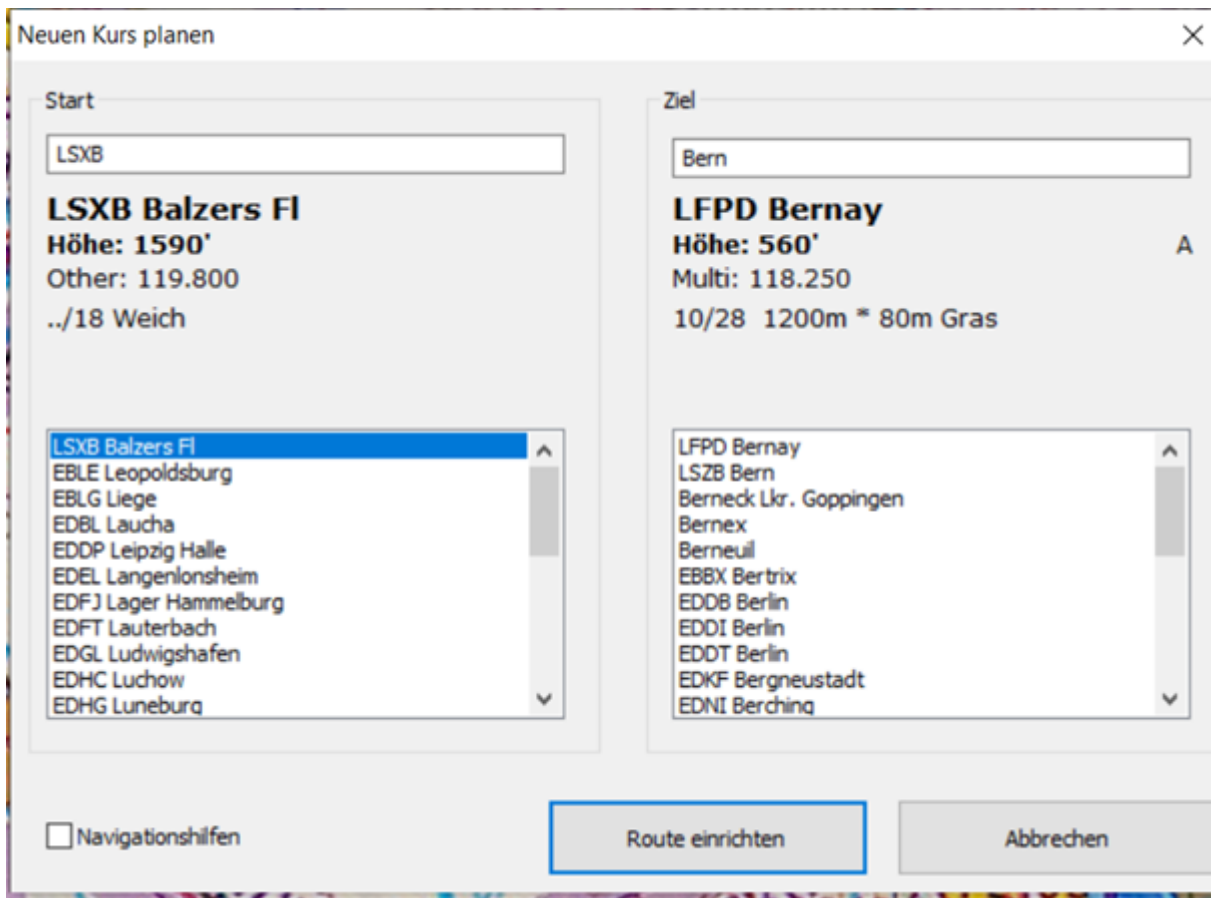 Neuen Kurs planen
Start
LSXB
LSXB Balzers Fl
Höhe: 1590'
Other: 119.800
../18 Weich
LSXB Balzers Fl
EBLE Leopoldsburg
EBLG Liege
EDBL Laucha
EDDP Leipzig Halle
EDEL Langenlonsheim
EDFJ Lager Hammelburg
EDFT Lauterbach
EDGL Ludwigshafen
EDHC Luchow
EDHG Luneburg
Ziel
Bern
LFPD Bernay
Höhe: 560' A
Multi: 118.250
10/28 1200m * 80m Gras
LFPD Bernay
LSZB Bern
Berneck Lkr. Goppingen
Bernex
Berneuil
EBBX Bertrix
EDDB Berlin
EDDI Berlin
EDDT Berlin
EDKF Bergneustadt
EDNI Berching
Navigationshilfen
Route einrichten
Abbrechen